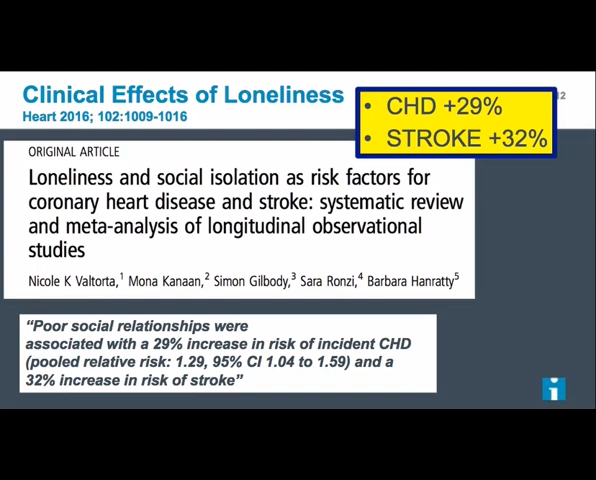 Clinical Effects of Loneliness
Heart 2016; 102:1009-1016
• CHD +29%
• STROKE +32%
12
ORIGINAL ARTICLE
Loneliness and social isolation as risk factors for
coronary heart disease and stroke: systematic review
and meta-analysis of longitudinal observational
studies
Nicole K Valtorta,1 Mona Kanaan,2 Simon Gilbody,3 Sara Ronzi,4 Barbara Hanratty5
"Poor social relationships were
associated with a 29% increase in risk of incident CHD
(pooled relative risk: 1.29, 95% CI 1.04 to 1.59) and a
32% increase in risk of stroke"
i